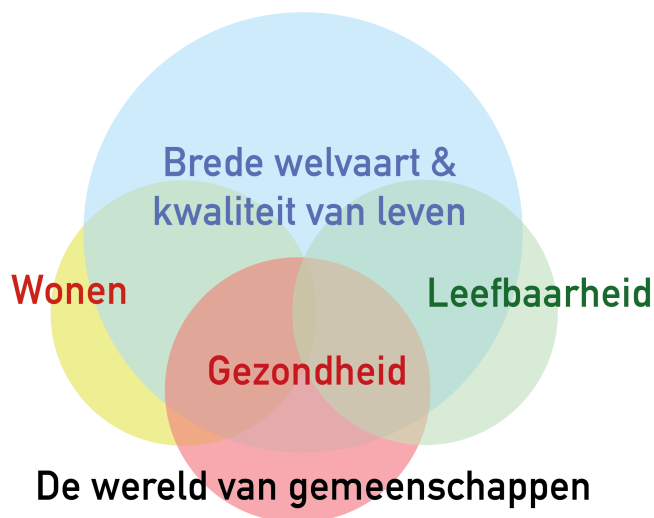 Brede welvaart &
kwaliteit van leven
Wonen
Leefbaarheid
Gezondheid
De wereld van gemeenschappen